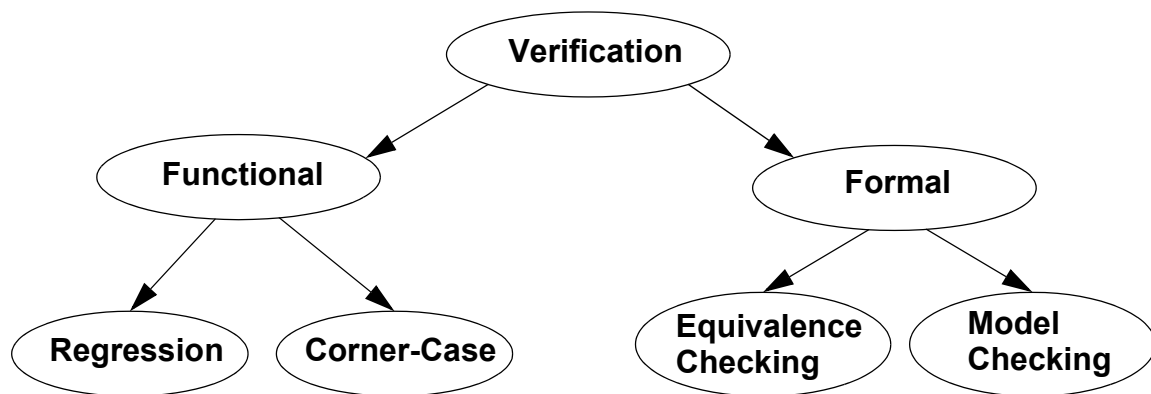 Verification
Functional
Formal
Regression
Corner-Case
Equivalence
Checking
Model
Checking